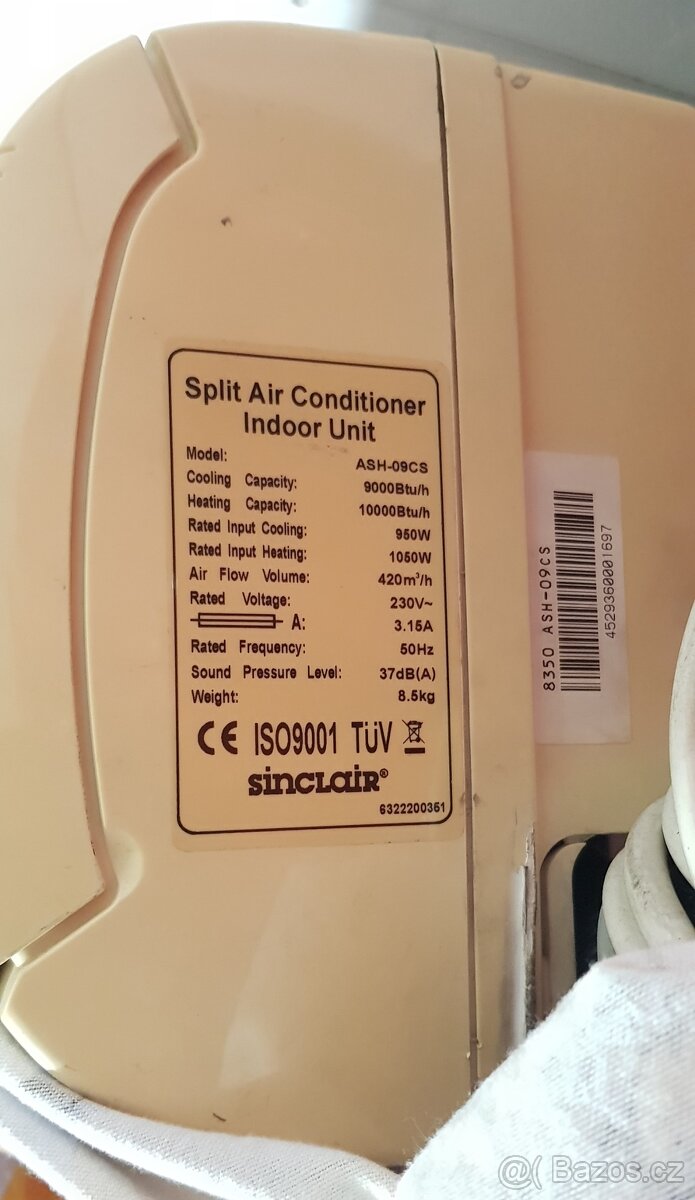 Split Air Conditioner
Indoor Unit
Model: ASH-09CS
Cooling Capacity: 9000Btu/h
Heating Capacity: 10000Btu/h
Rated Input Cooling: 950W
Rated Input Heating: 1050W
Air Flow Volume: 420m³/h
Rated Voltage: 230V~
A: 3.15A
Rated Frequency: 50Hz
Sound Pressure Level: 37dB(A)
Weight: 8.5kg
CE ISO9001 TüV
sincLaiR®
6322200351
8350 ASH-09CS
4529360001697
@( Bazos.cz